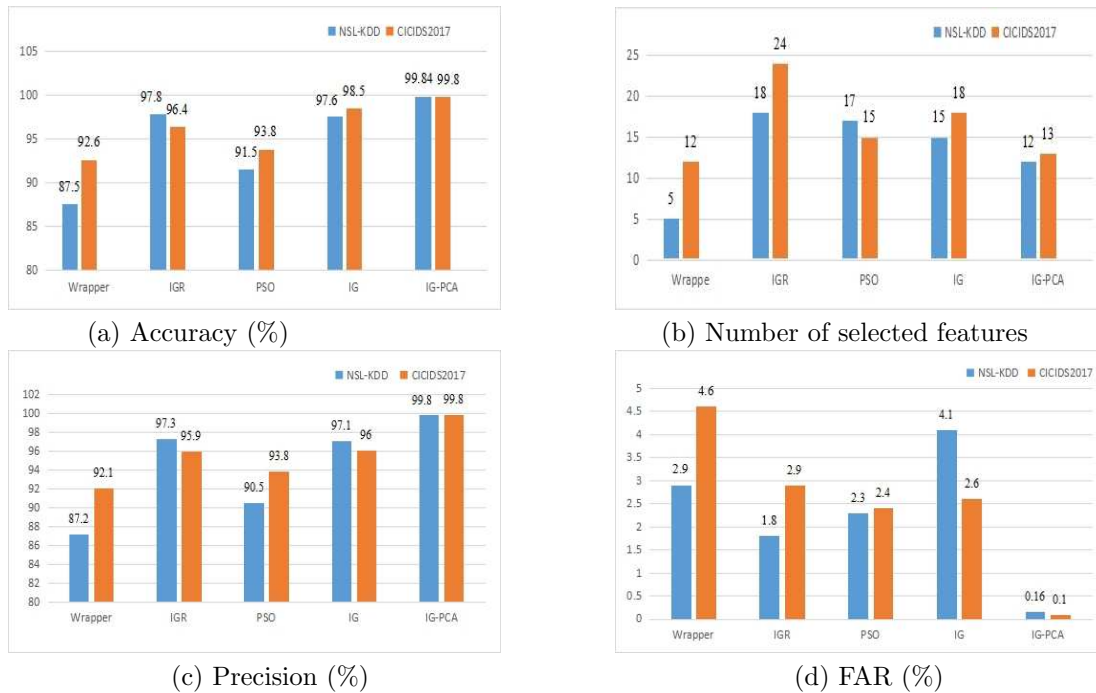 NSL-KDD CICIDS2017
105
100
95
90
85
80
87.5 92.6 97.8 96.4 91.5 93.8 97.6 98.5 99.84 99.8
Wrapper IGR PSO IG IG-PCA
(a) Accuracy (%)
NSL-KDD CICIDS2017
25
20
15
10
5
0
5 12 18 24 17 15 15 18 12 13
Wrappe IGR PSO IG IG-PCA
(b) Number of selected features
NSL-KDD CICIDS2017
102
100
98
96
94
92
90
88
86
84
82
80
87.2 92.1 97.3 95.9 90.5 93.8 97.1 96 99.8 99.8
Wrapper IGR PSO IG IG-PCA
(c) Precision (%)
NSL-KDD CICIDS2017
5
4.5
4
3.5
3
2.5
2
1.5
1
0.5
0
2.9 4.6 1.8 2.9 2.3 2.4 4.1 2.6 0.16 0.1
Wrapper IGR PSO IG IG-PCA
(d) FAR (%)